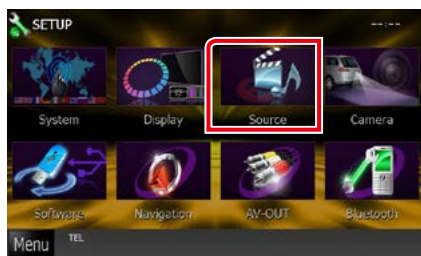 SETUP
--:--
System Display Source Camera
Software Navigation AV-OUT Bluetooth
Menu TEL